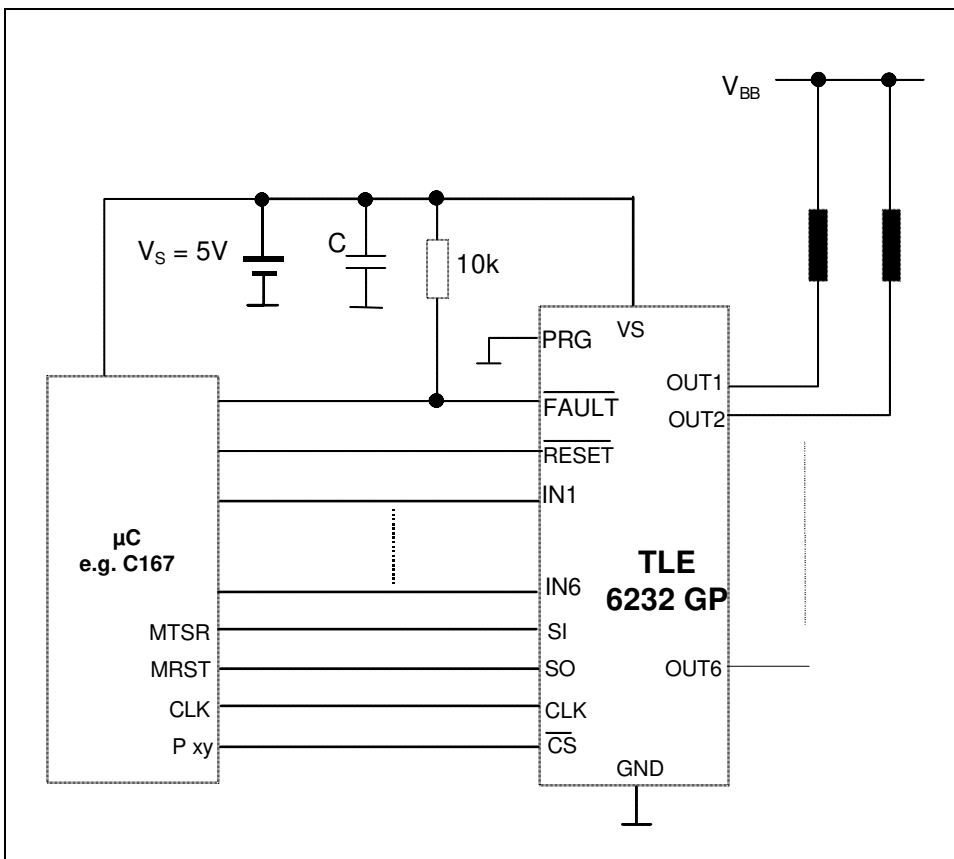 V_BB
V_S = 5V
C
10k
PRG
VS
OUT1
FAULT
OUT2
RESET
IN1
µC
e.g. C167
TLE
6232 GP
IN6
MTSR
SI
MRST
SO
OUT6
CLK
CLK
P xy
CS
GND